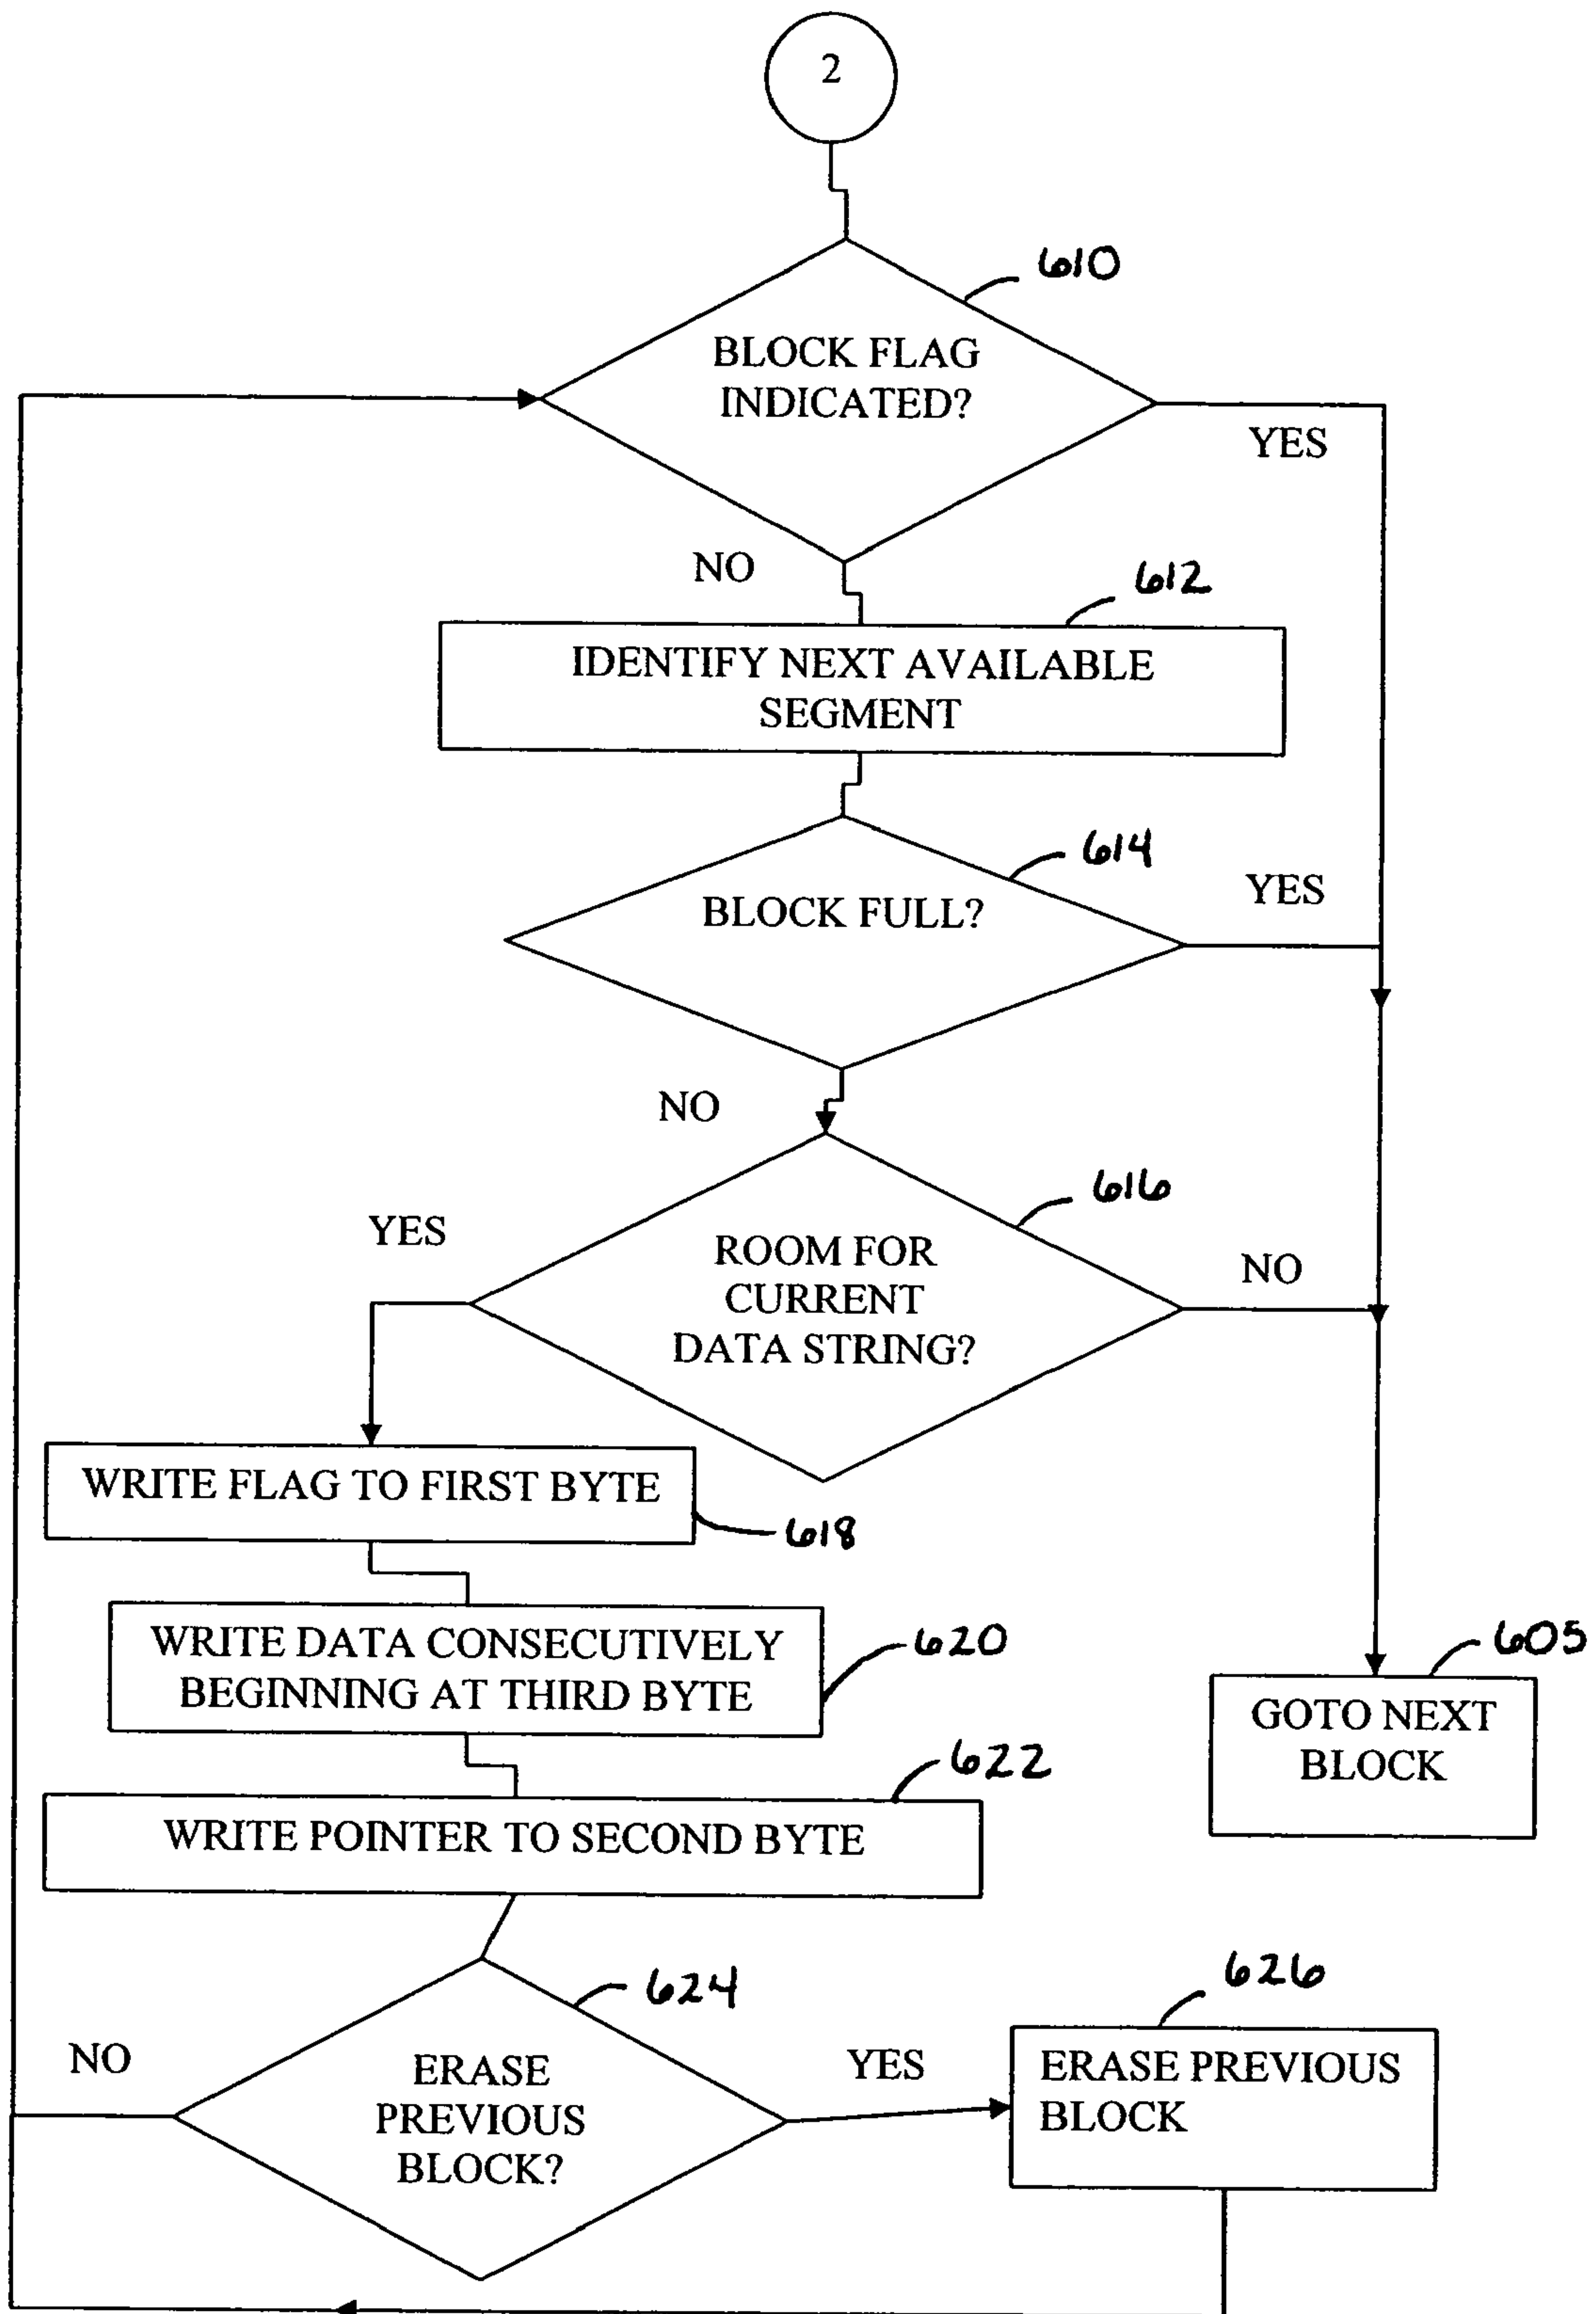 2
610
BLOCK FLAG
INDICATED?
YES
NO
612
IDENTIFY NEXT AVAILABLE
SEGMENT
614
YES
BLOCK FULL?
NO
616
YES
ROOM FOR
CURRENT
DATA STRING?
NO
WRITE FLAG TO FIRST BYTE
618
WRITE DATA CONSECUTIVELY
BEGINNING AT THIRD BYTE
620
605
GOTO NEXT
BLOCK
622
WRITE POINTER TO SECOND BYTE
624
626
NO
ERASE
PREVIOUS
BLOCK?
YES
ERASE PREVIOUS
BLOCK